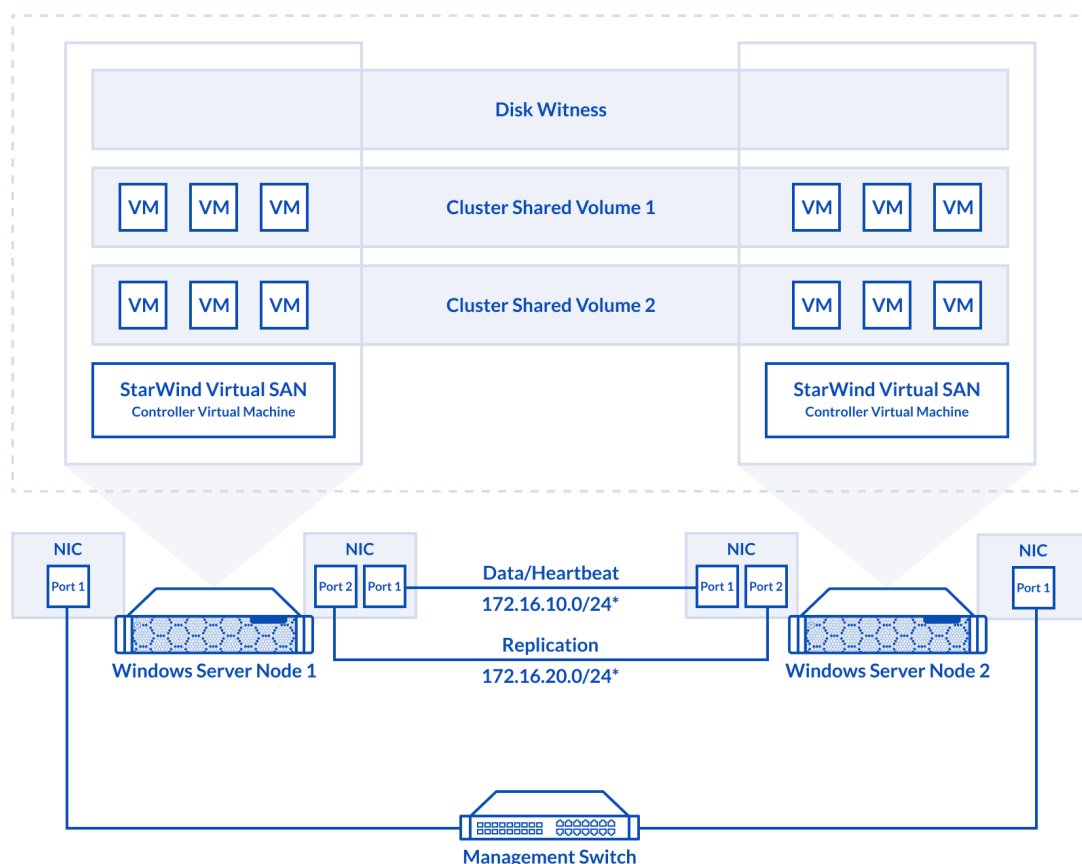 Disk Witness
VM VM VM Cluster Shared Volume 1 VM VM VM
VM VM VM Cluster Shared Volume 2 VM VM VM
StarWind Virtual SAN
Controller Virtual Machine
StarWind Virtual SAN
Controller Virtual Machine
NIC
Port 1
NIC
Port 2 Port 1
Data/Heartbeat
172.16.10.0/24*
Replication
172.16.20.0/24*
NIC
Port 1 Port 2
NIC
Port 1
Windows Server Node 1
Windows Server Node 2
Management Switch